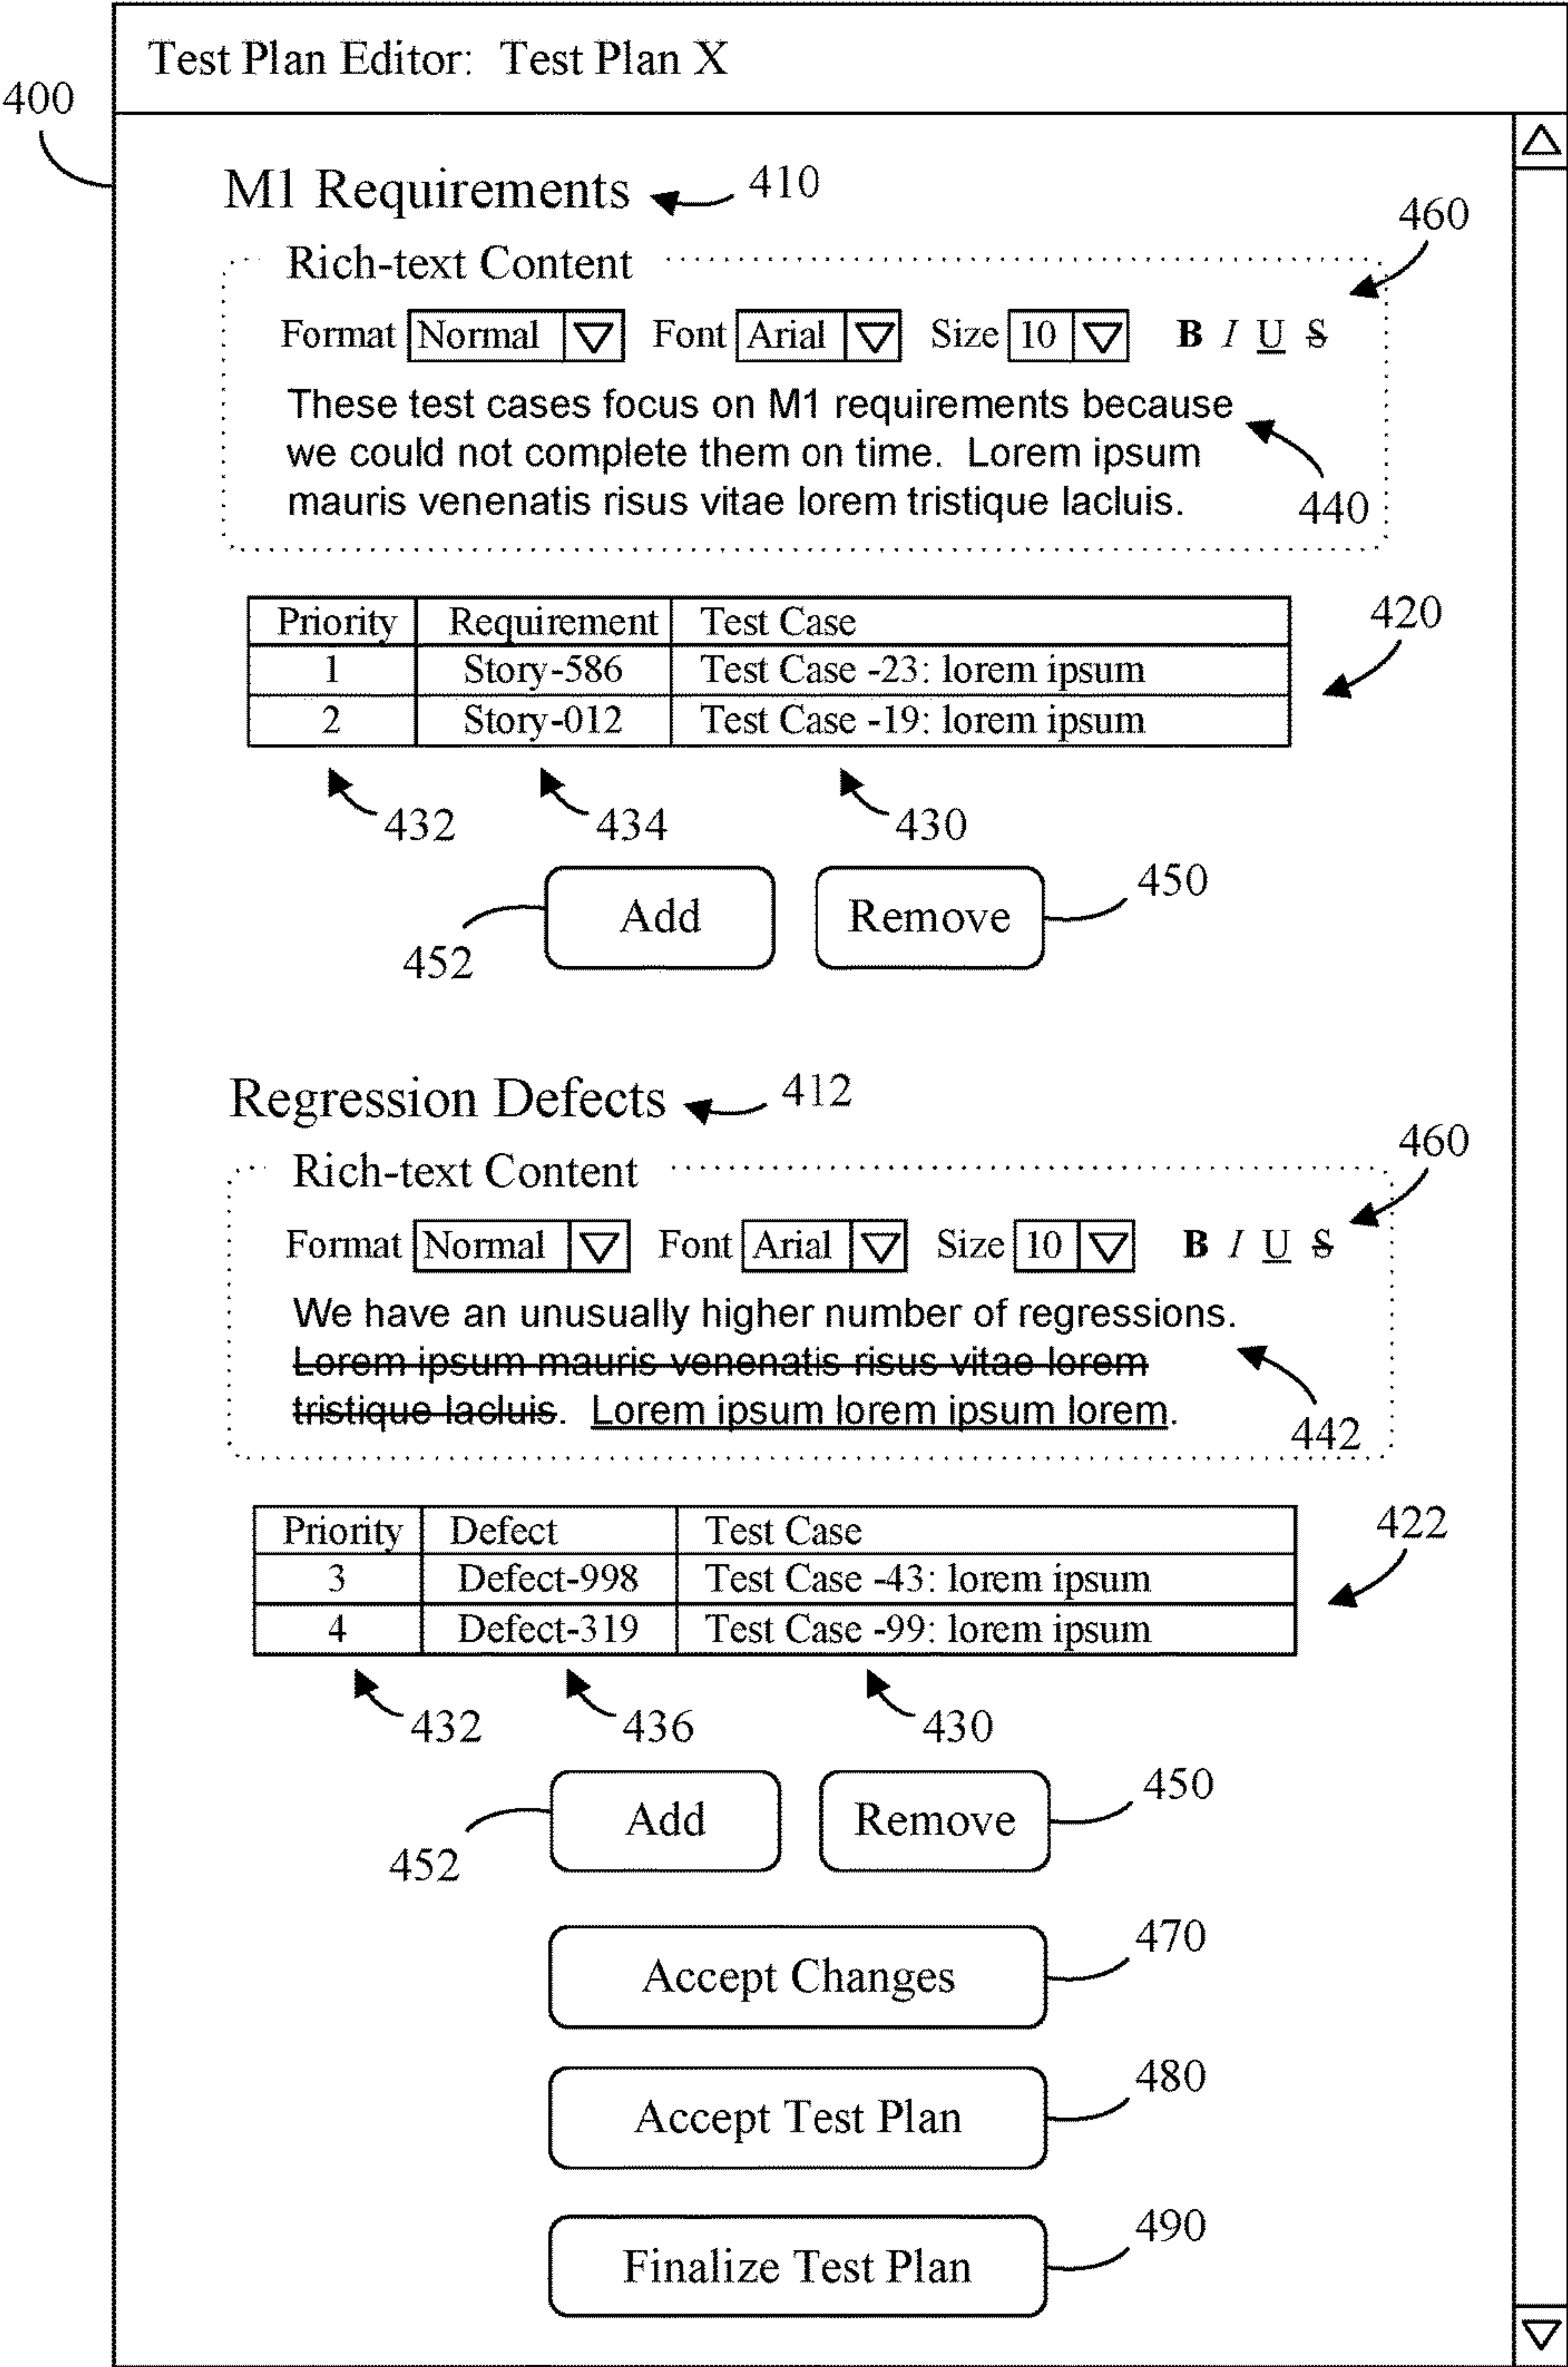 Test Plan Editor: Test Plan X
400
M1 Requirements 410
460
Rich-text Content
Format Normal Font Arial Size 10 B I U S
These test cases focus on M1 requirements because
we could not complete them on time. Lorem ipsum
mauris venenatis risus vitae lorem tristique lacluis.
440
Priority Requirement Test Case
420
1 Story-586 Test Case -23: lorem ipsum
2 Story-012 Test Case -19: lorem ipsum
432 434 430
Add Remove
450
452
Regression Defects 412
460
Rich-text Content
Format Normal Font Arial Size 10 B I U S
We have an unusually higher number of regressions.
Lorem ipsum mauris venenatis risus vitae lorem
tristique lacluis. Lorem ipsum lorem ipsum lorem.
442
Priority Defect Test Case
422
3 Defect-998 Test Case -43: lorem ipsum
4 Defect-319 Test Case -99: lorem ipsum
432 436 430
Add Remove
450
452
Accept Changes
470
Accept Test Plan
480
Finalize Test Plan
490